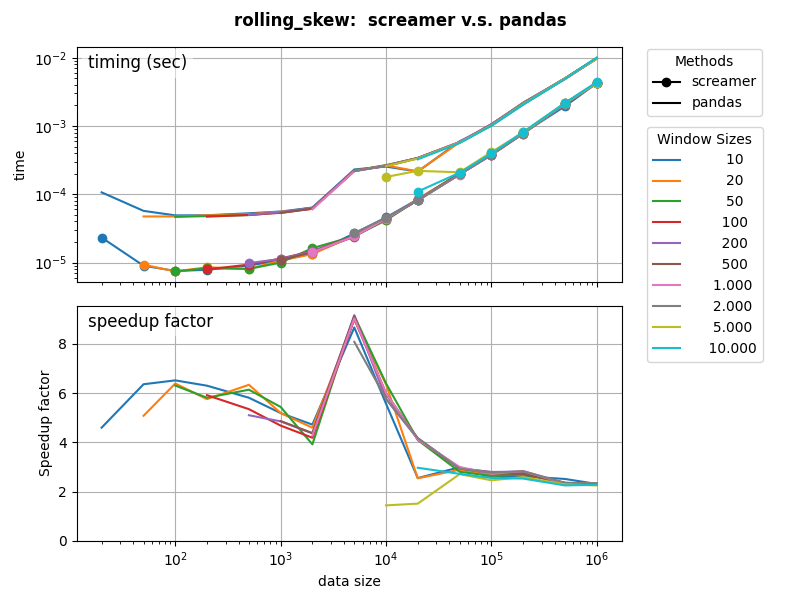 rolling_skew:  screamer v.s. pandas
timing (sec)
time
10⁻²
10⁻³
10⁻⁴
10⁻⁵
Methods
screamer
pandas
Window Sizes
10
20
50
100
200
500
1.000
2.000
5.000
10.000
speedup factor
Speedup factor
8
6
4
2
0
10²
10³
10⁴
10⁵
10⁶
data size